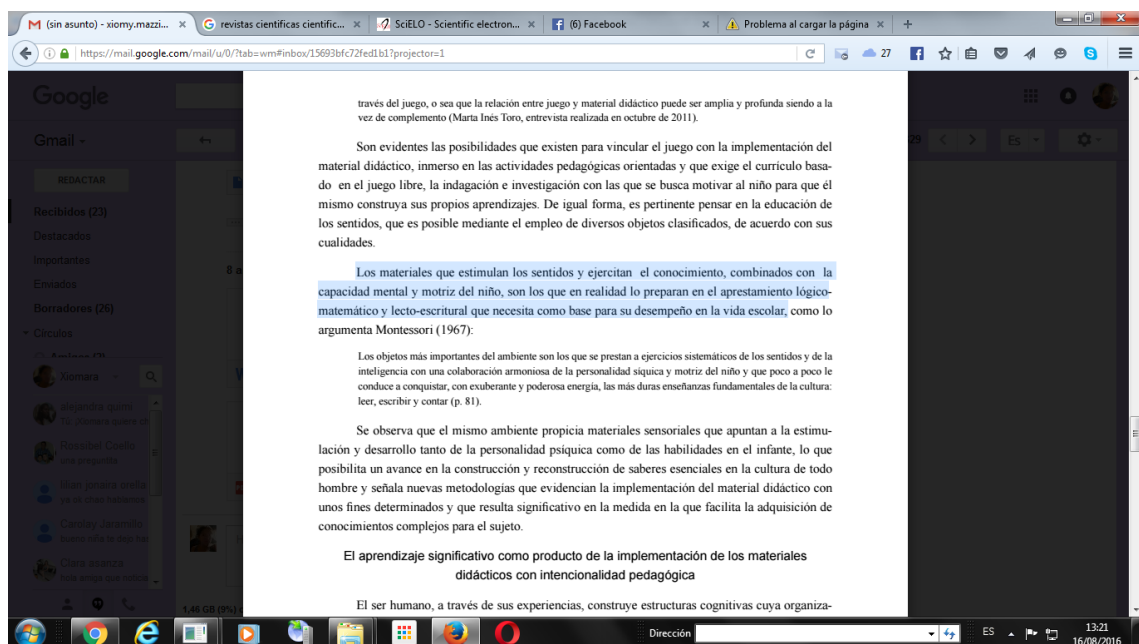 (sin asunto) - xiomy.mazzi...
revistas cientificas cientific...
SciELO - Scientific electron...
(6) Facebook
Problema al cargar la página
https://mail.google.com/mail/u/0/?tab=wm#inbox/15693bfc72fed1b1?projector=1
27
Google
Gmail
29
Es
REDACTAR
Recibidos (23)
Destacados
Importantes
Enviados
Borradores (26)
Círculos
Xiomara
alejandra quimi
Rossibel Coello
una preguntita
lilian josaira orella
Carolay Jaramillo
Clara asanza
1,46 GB (9%)
través del juego, o sea que la relación entre juego y material didáctico puede ser amplia y profunda siendo a la
vez de complemento (Marta Inés Toro, entrevista realizada en octubre de 2011).
Son evidentes las posibilidades que existen para vincular el juego con la implementación del
material didáctico, inmerso en las actividades pedagógicas orientadas y que exige el currículo basa-
do en el juego libre, la indagación e investigación con las que se busca motivar al niño para que él
mismo construya sus propios aprendizajes. De igual forma, es pertinente pensar en la educación de
los sentidos, que es posible mediante el empleo de diversos objetos clasificados, de acuerdo con sus
cualidades.
Los materiales que estimulan los sentidos y ejercitan el conocimiento, combinados con la
capacidad mental y motriz del niño, son los que en realidad lo preparan en el aprestamiento lógico-
matemático y lecto-escritural que necesita como base para su desempeño en la vida escolar, como lo
argumenta Montessori (1967):
Los objetos más importantes del ambiente son los que se prestan a ejercicios sistemáticos de los sentidos y de la
inteligencia con una colaboración armoniosa de la personalidad síquica y motriz del niño y que poco a poco le
conduce a conquistar, con exuberante y poderosa energía, las más duras enseñanzas fundamentales de la cultura:
leer, escribir y contar (p. 81).
Se observa que el mismo ambiente propicia materiales sensoriales que apuntan a la estimu-
lación y desarrollo tanto de la personalidad psíquica como de las habilidades en el infante, lo que
posibilita un avance en la construcción y reconstrucción de saberes esenciales en la cultura de todo
hombre y señala nuevas metodologías que evidencian la implementación del material didáctico con
unos fines determinados y que resulta significativo en la medida en la que facilita la adquisición de
conocimientos complejos para el sujeto.
El aprendizaje significativo como producto de la implementación de los materiales
didácticos con intencionalidad pedagógica
El ser humano, a través de sus experiencias, construye estructuras cognitivas cuya organiza-
Dirección
ES
13:21
16/08/2016